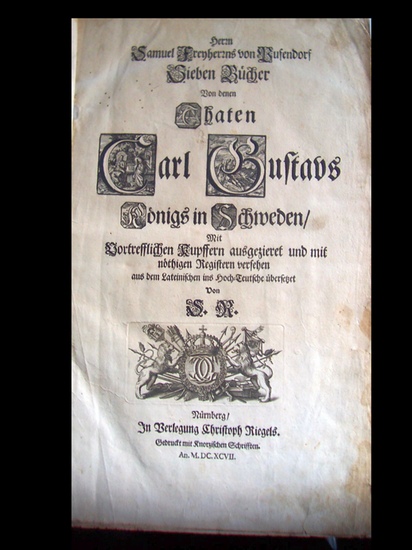 Herrn
Samuel Freyherrns von Pufendorf
Sieben Bücher
Von denen
Thaten
Carl Gustavs
Königs in Schweden/
Mit
Vortrefflichen Kupffern ausgezieret und mit
nöthigen Registern versehen
aus dem Lateinischen ins Hoch-Teutsche übersetzet
Von
S. R.
Nürnberg/
In Verlegung Christoph Riegels.
Gedruckt mit Knorzischen Schrifften.
An. M. DC. XCVII.